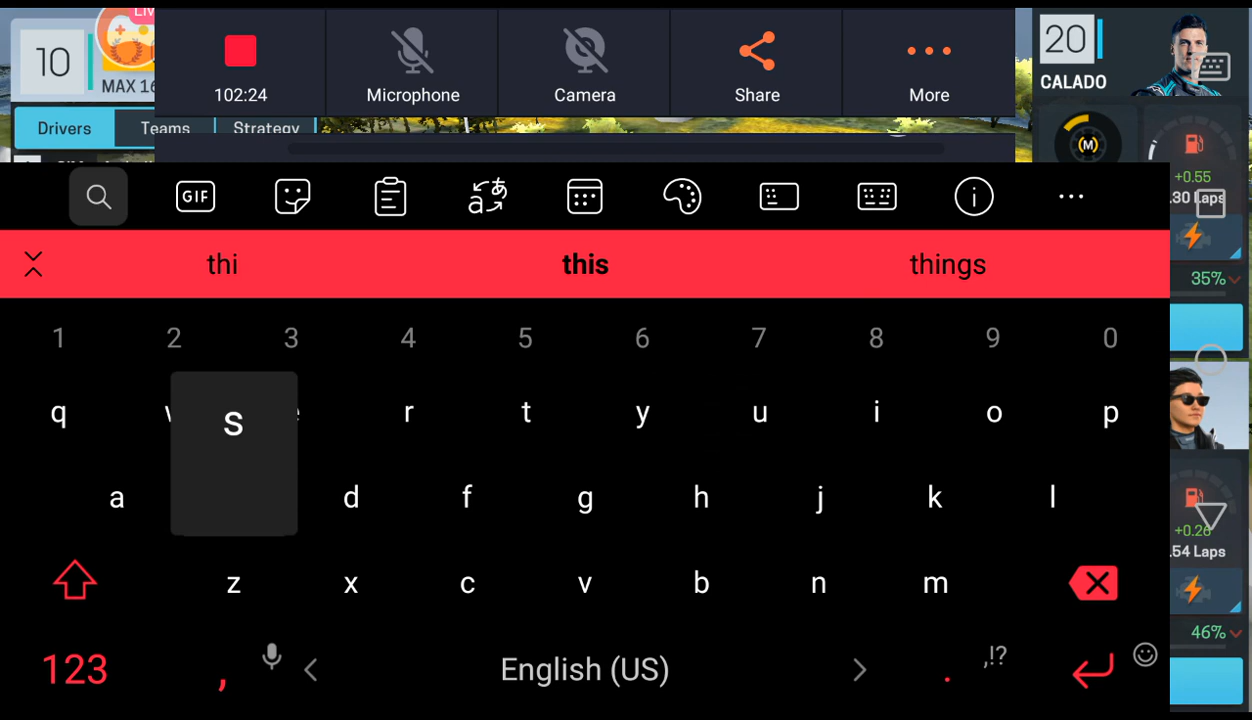 LIV
10
MAX 16
Drivers Teams Strategy
102:24 Microphone Camera Share More
20
CALADO
(M)
+0.55
.30 Laps
35%
GIF
thi this things
1 2 3 4 5 6 7 8 9 0
q s r t y u i o p
a d f g h j k l
z x c v b n m
123 , English (US) . ,!?
+0.26
.54 Laps
46%